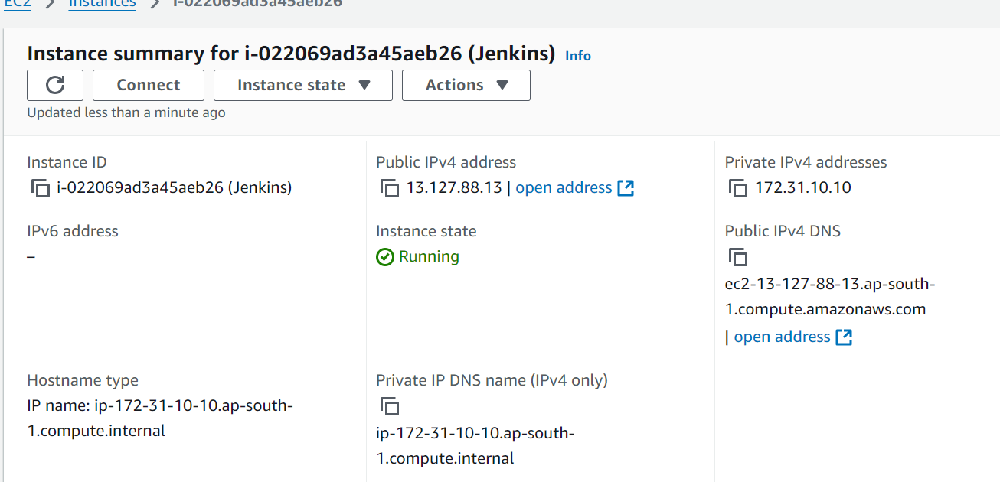 EC2 > Instances > i-022069ad3a45aeb26
Instance summary for i-022069ad3a45aeb26 (Jenkins) Info
Connect Instance state Actions
Updated less than a minute ago
Instance ID
i-022069ad3a45aeb26 (Jenkins)
Public IPv4 address
13.127.88.13 | open address
Private IPv4 addresses
172.31.10.10
IPv6 address
–
Instance state
Running
Public IPv4 DNS
ec2-13-127-88-13.ap-south-
1.compute.amazonaws.com
| open address
Hostname type
IP name: ip-172-31-10-10.ap-south-
1.compute.internal
Private IP DNS name (IPv4 only)
ip-172-31-10-10.ap-south-
1.compute.internal